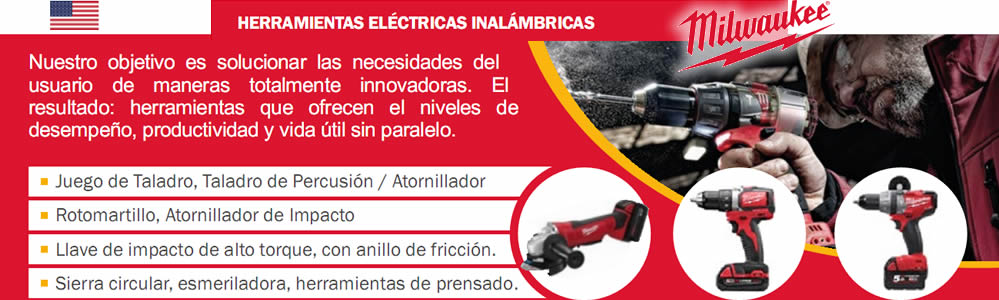 HERRAMIENTAS ELÉCTRICAS INALÁMBRICAS
Milwaukee
Nuestro objetivo es solucionar las necesidades del
usuario de maneras totalmente innovadoras. El
resultado: herramientas que ofrecen el niveles de
desempeño, productividad y vida útil sin paralelo.
Juego de Taladro, Taladro de Percusión / Atornillador
Rotomartillo, Atornillador de Impacto
Llave de impacto de alto torque, con anillo de fricción.
Sierra circular, esmeriladora, herramientas de prensado.
Milwaukee
5.0